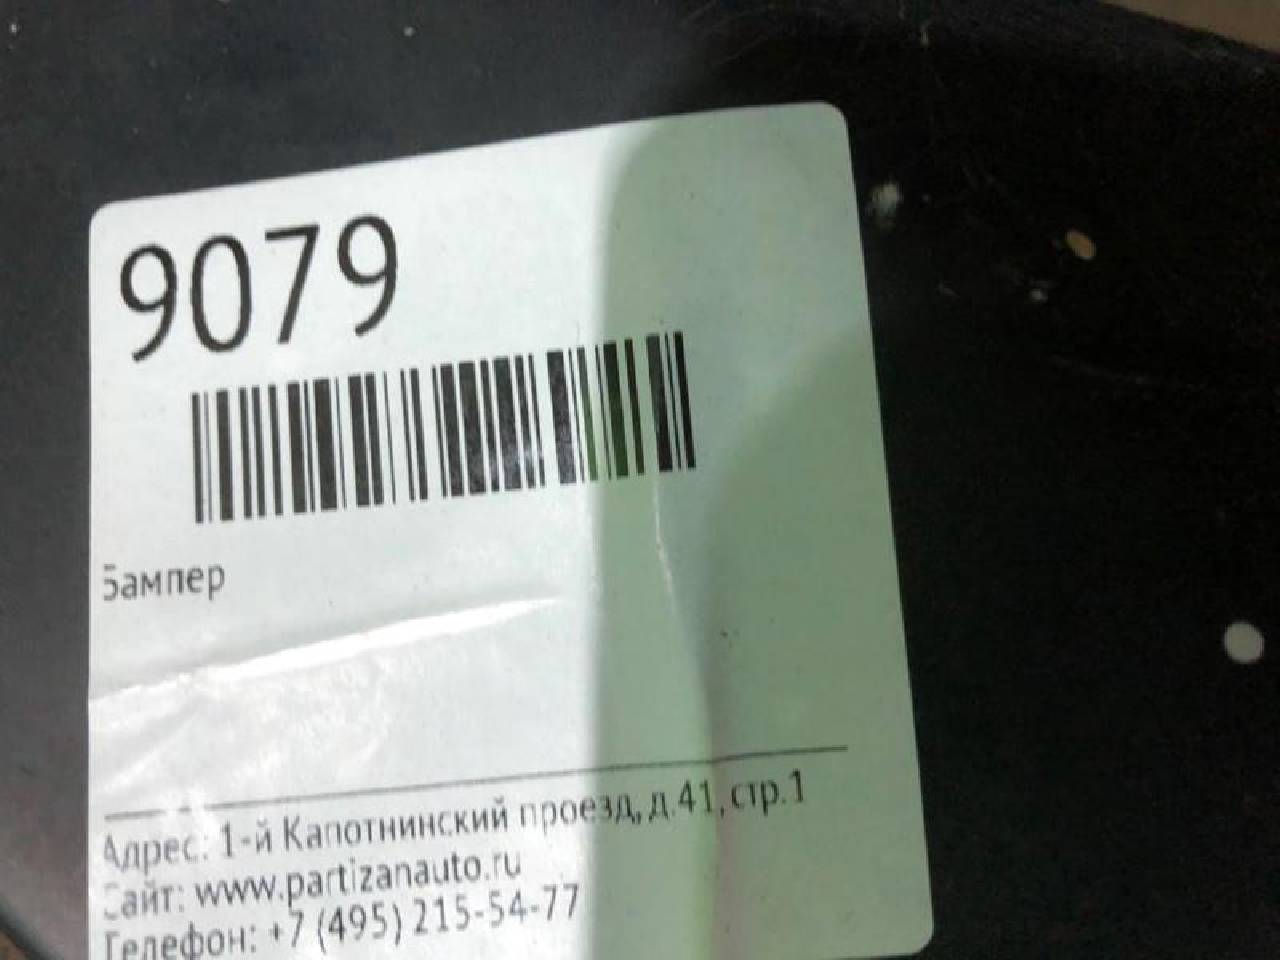 9079
Бампер
Адрес: 1-й Капотнинский проезд, д.41, стр.1
Сайт: www.partizanauto.ru
Телефон: +7 (495) 215-54-77